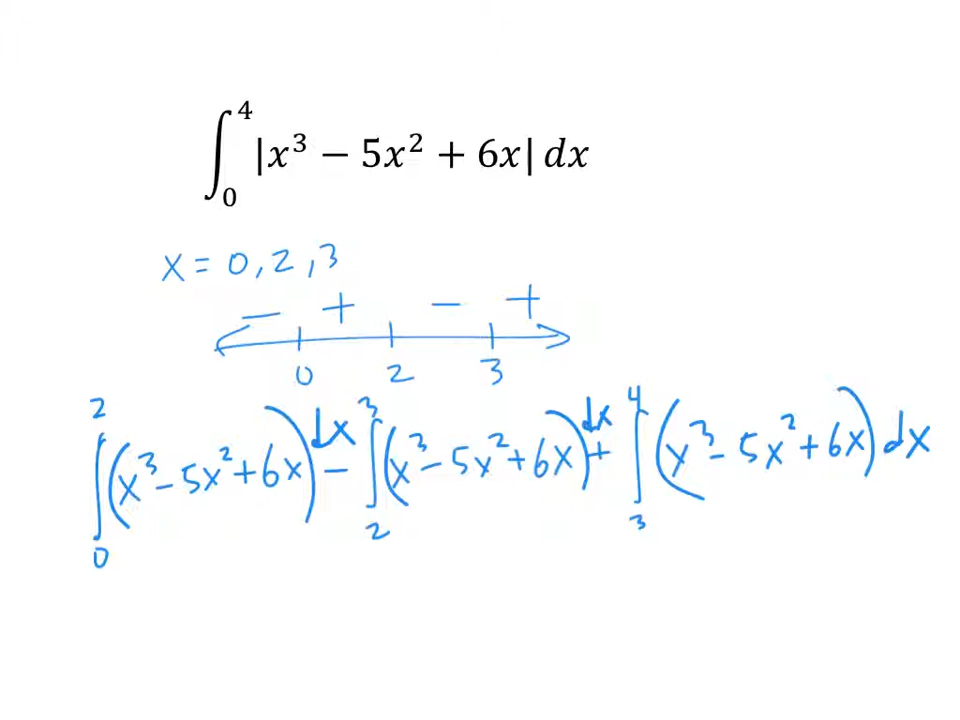 ∫₀⁴ |x³ − 5x² + 6x| dx
x = 0, 2, 3
− + − +
0 2 3
∫₀² (x³ − 5x² + 6x) dx − ∫₂³ (x³ − 5x² + 6x) dx + ∫₃⁴ (x³ − 5x² + 6x) dx